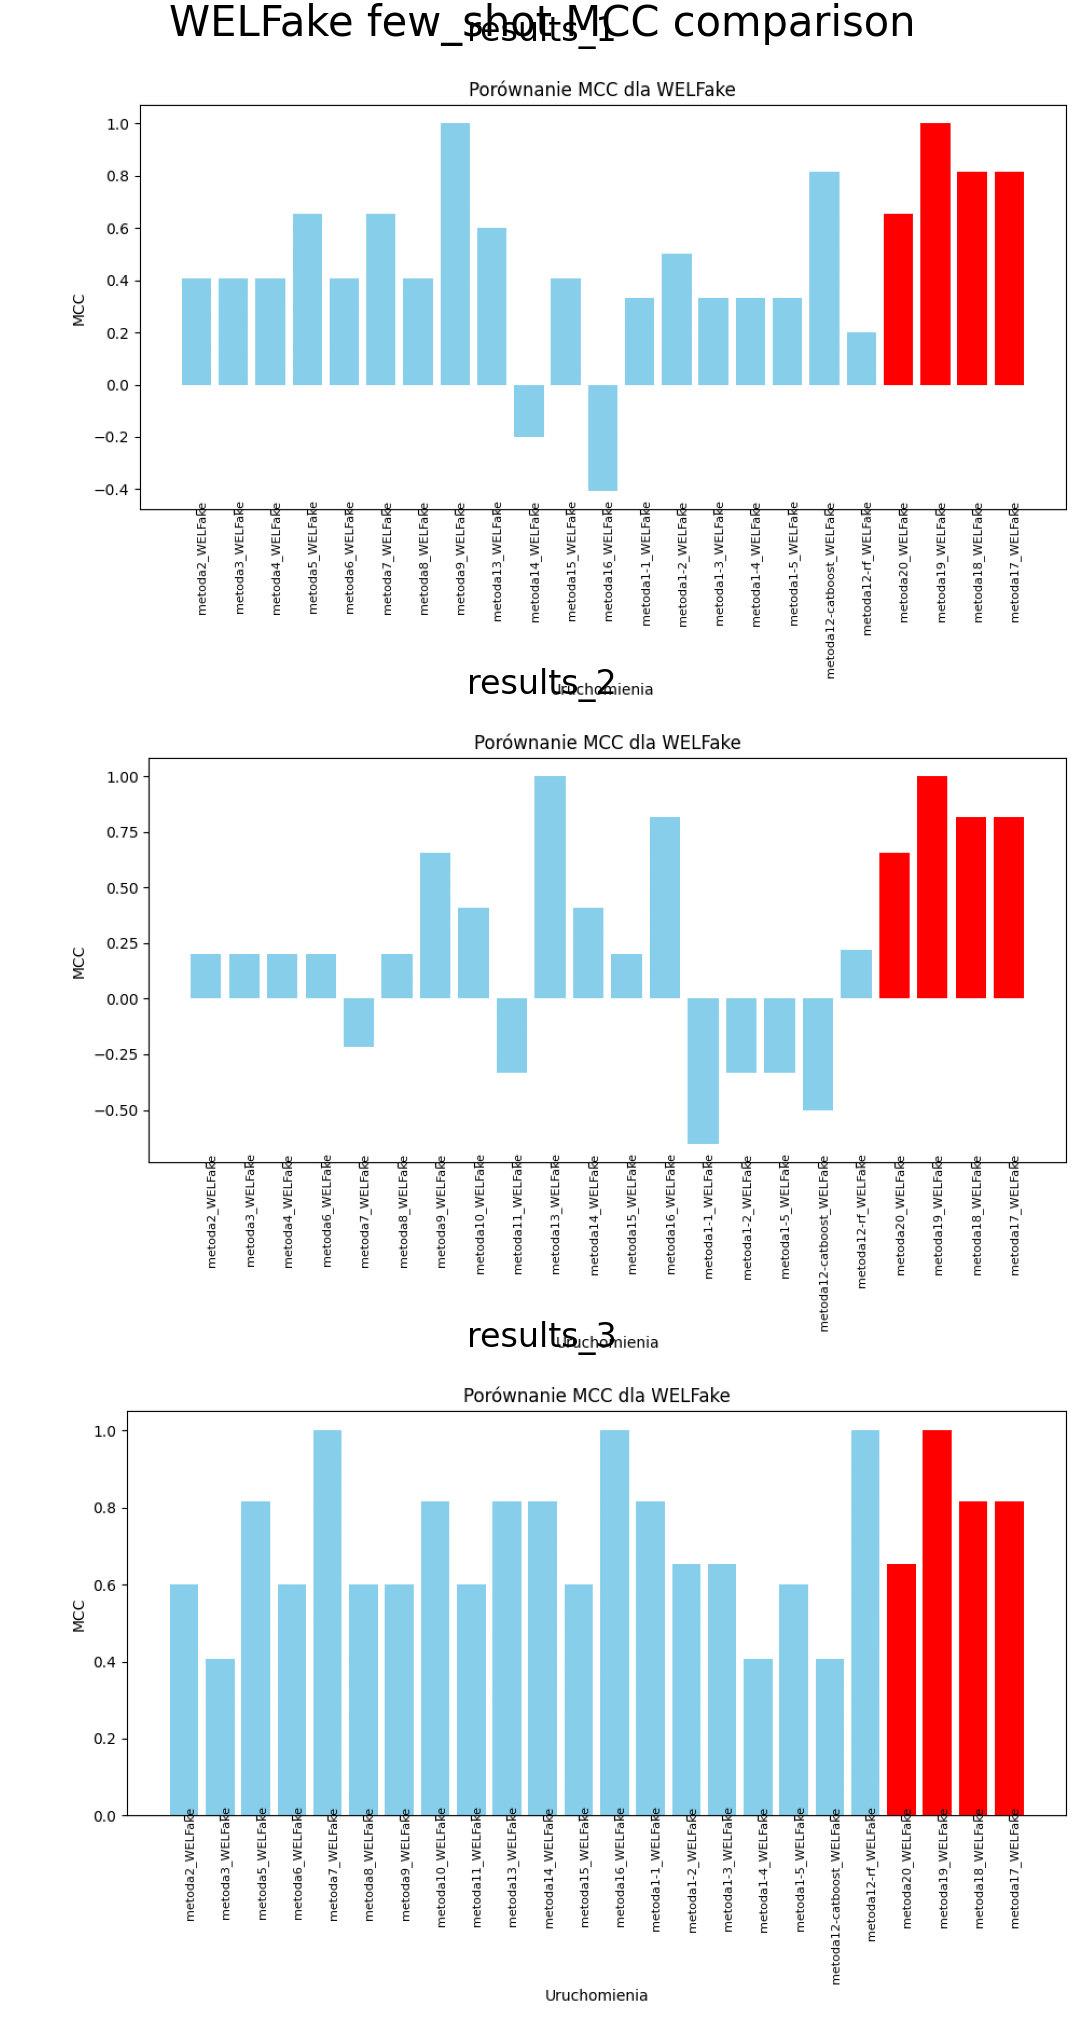 WELFake few_shot MCC comparison
results_1
Porównanie MCC dla WELFake
1.0
0.8
0.6
0.4
0.2
0.0
−0.2
−0.4
MCC
metoda2_WELFake
metoda3_WELFake
metoda4_WELFake
metoda5_WELFake
metoda6_WELFake
metoda7_WELFake
metoda8_WELFake
metoda9_WELFake
metoda13_WELFake
metoda14_WELFake
metoda15_WELFake
metoda16_WELFake
metoda1-1_WELFake
metoda1-2_WELFake
metoda1-3_WELFake
metoda1-4_WELFake
metoda1-5_WELFake
metoda12-catboost_WELFake
metoda12-rf_WELFake
metoda20_WELFake
metoda19_WELFake
metoda18_WELFake
metoda17_WELFake
Uruchomienia
results_2
Porównanie MCC dla WELFake
1.00
0.75
0.50
0.25
0.00
−0.25
−0.50
MCC
metoda2_WELFake
metoda3_WELFake
metoda4_WELFake
metoda6_WELFake
metoda7_WELFake
metoda8_WELFake
metoda9_WELFake
metoda10_WELFake
metoda11_WELFake
metoda13_WELFake
metoda14_WELFake
metoda15_WELFake
metoda16_WELFake
metoda1-1_WELFake
metoda1-2_WELFake
metoda1-5_WELFake
metoda12-catboost_WELFake
metoda12-rf_WELFake
metoda20_WELFake
metoda19_WELFake
metoda18_WELFake
metoda17_WELFake
Uruchomienia
results_3
Porównanie MCC dla WELFake
1.0
0.8
0.6
0.4
0.2
0.0
MCC
metoda2_WELFake
metoda3_WELFake
metoda5_WELFake
metoda6_WELFake
metoda7_WELFake
metoda8_WELFake
metoda9_WELFake
metoda10_WELFake
metoda11_WELFake
metoda13_WELFake
metoda14_WELFake
metoda15_WELFake
metoda16_WELFake
metoda1-1_WELFake
metoda1-2_WELFake
metoda1-3_WELFake
metoda1-4_WELFake
metoda1-5_WELFake
metoda12-catboost_WELFake
metoda12-rf_WELFake
metoda20_WELFake
metoda19_WELFake
metoda18_WELFake
metoda17_WELFake
Uruchomienia